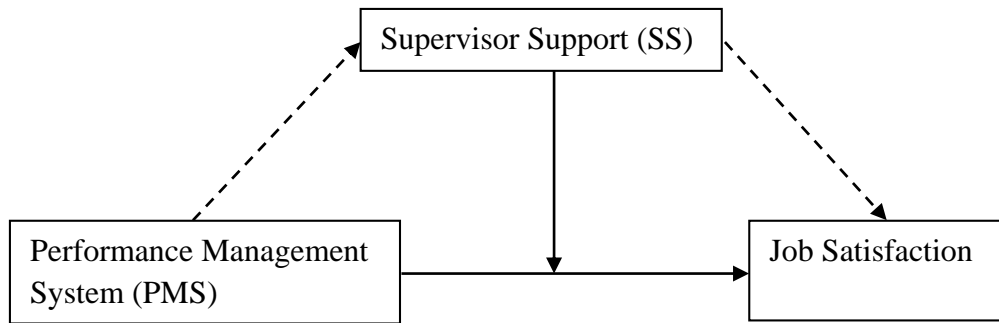 Supervisor Support (SS)
Performance Management
System (PMS)
Job Satisfaction